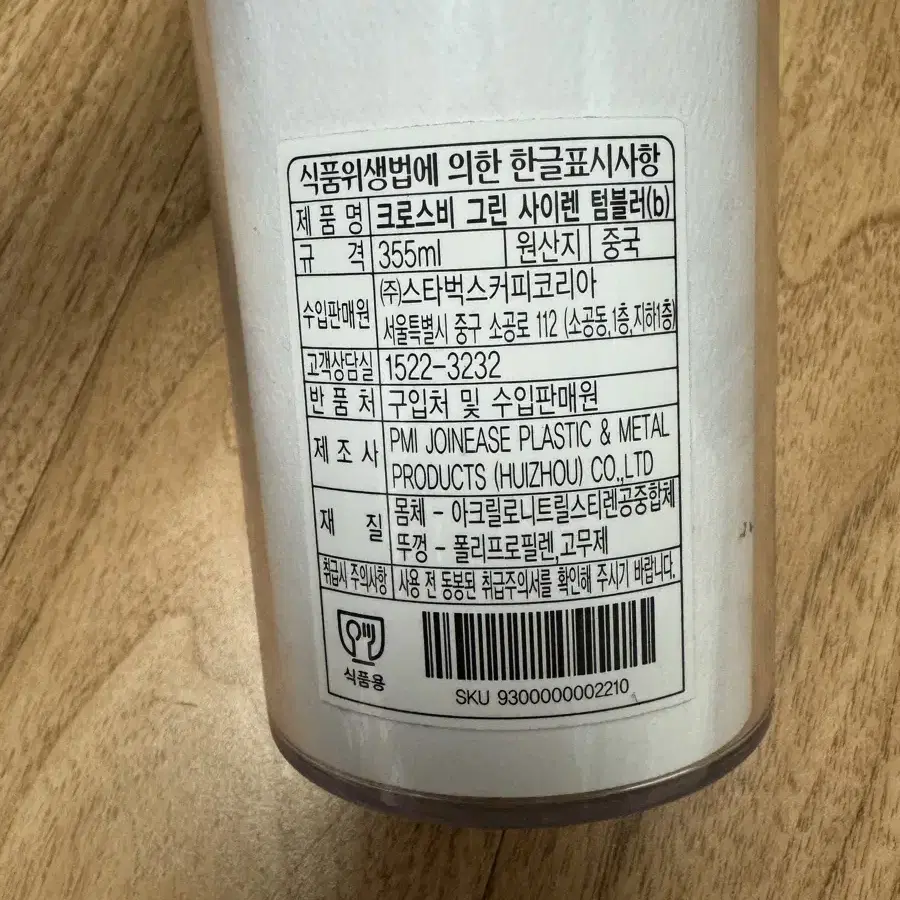 식품위생법에 의한 한글표시사항
제 품 명 크로스비 그린 사이렌 텀블러(b)
규 격 355ml 원산지 중국
수입판매원 (주)스타벅스커피코리아
서울특별시 중구 소공로 112 (소공동,1층,지하1층)
고객상담실 1522-3232
반 품 처 구입처 및 수입판매원
제 조 사 PMI JOINEASE PLASTIC & METAL
PRODUCTS (HUIZHOU) CO.,LTD
재 질 몸체 - 아크릴로니트릴스티렌공중합체
뚜껑 - 폴리프로필렌,고무제
취급시 주의사항 사용 전 동봉된 취급주의서를 확인해 주시기 바랍니다.
식품용
SKU 9300000002210